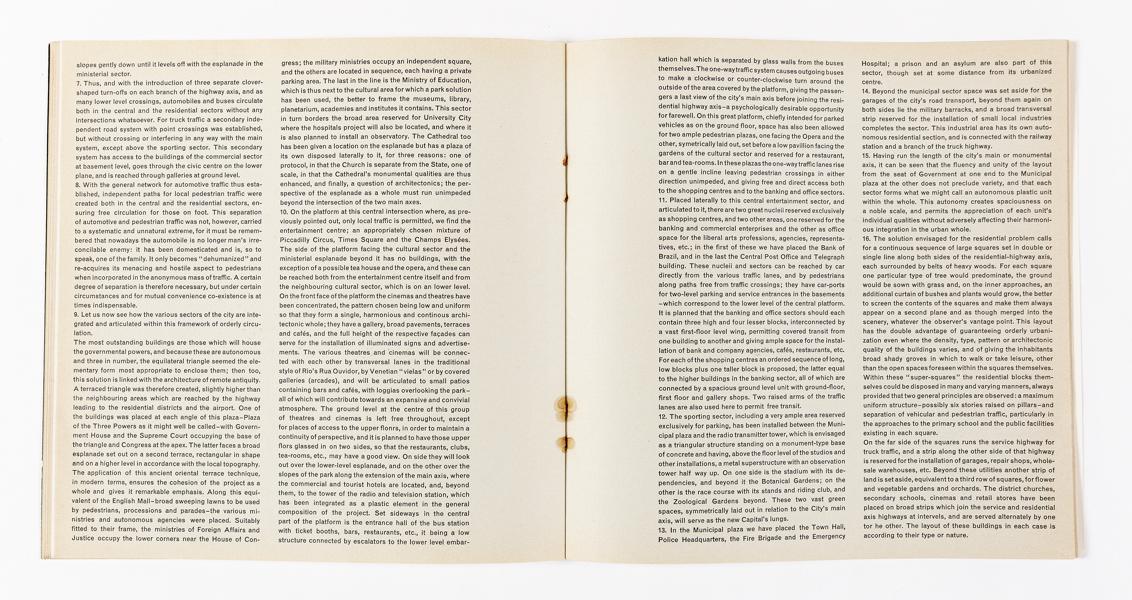 slopes gently down until it levels off with the esplanade in the
ministerial sector.
7. Thus, and with the introduction of three separate clover-
shaped turn-offs on each branch of the highway axis, and as
many lower level crossings, automobiles and buses circulate
both in the central and the residential sectors without any
intersections whatsoever. For truck traffic a secondary inde-
pendent road system with point crossings was established,
but without crossing or interfering in any way with the main
system, except above the sporting sector. This secondary
system has access to the buildings of the commercial sector
at basement level, goes through the civic centre on the lower
plane, and is reached through galleries at ground level.
8. With the general network for automotive traffic thus esta-
blished, independent paths for local pedestrian traffic were
created both in the central and the residential sectors, en-
suring free circulation for those on foot. This separation
of automotive and pedestrian traffic was not, however, carried
to a systematic and unnatural extreme, for it must be remem-
bered that nowadays the automobile is no longer man's irre-
concilable enemy: it has been domesticated and is, so to
speak, one of the family. It only becomes "dehumanized" and
re-acquires its menacing and hostile aspect to pedestrians
when incorporated in the anonymous mass of traffic. A certain
degree of separation is therefore necessary, but under certain
circumstances and for mutual convenience co-existence is at
times indispensable.
9. Let us now see how the various sectors of the city are inte-
grated and articulated within this framework of orderly circu-
lation.
The most outstanding buildings are those which will house
the governmental powers, and because these are autonomous
and three in number, the equilateral triangle seemed the ele-
mentary form most appropriate to enclose them; then too,
this solution is linked with the architecture of remote antiquity.
A terraced triangle was therefore created, slightly higher than
the neighbouring areas which are reached by the highway
leading to the residential districts and the airport. One of
the buildings was placed at each angle of this plaza–Plaza
of the Three Powers as it might well be called–with Govern-
ment House and the Supreme Court occupying the base of
the triangle and Congress at the apex. The latter faces a broad
esplanade set out on a second terrace, rectangular in shape
and on a higher level in accordance with the local topography.
The application of this ancient oriental terrace technique,
in modern terms, ensures the cohesion of the project as a
whole and gives it remarkable emphasis. Along this equi-
valent of the English Mall–broad sweeping lawns to be used
by pedestrians, processions and parades–the various mi-
nistries and autonomous agencies were placed. Suitably
fitted to their frame, the ministries of Foreign Affairs and
Justice occupy the lower corners near the House of Con-
gress; the military ministries occupy an independent square,
and the others are located in sequence, each having a private
parking area. The last in the line is the Ministry of Education,
which is thus next to the cultural area for which a park solution
has been used, the better to frame the museums, library,
planetarium, academies and institutes it contains. This sector
in turn borders the broad area reserved for University City
where the hospitals project will also be located, and where it
is also planned to install an observatory. The Cathedral too
has been given a location on the esplanade but has a plaza of
its own disposed laterally to it, for three reasons: one of
protocol, in that the Church is separate from the State, one of
scale, in that the Cathedral's monumental qualities are thus
enhanced, and finally, a question of architectonics; the per-
spective of the esplanade as a whole must run unimpeded
beyond the intersection of the two main axes.
10. On the platform at this central intersection where, as pre-
viously pointed out, only local traffic is permitted, we find the
entertainment centre; an appropriately chosen mixture of
Piccadilly Circus, Times Square and the Champs Elysées.
The side of the platform facing the cultural sector and the
ministerial esplanade beyond it has no buildings, with the
exception of a possible tea house and the opera, and these can
be reached both from the entertainment centre itself and from
the neighbouring cultural sector, which is on a lower level.
On the front face of the platform the cinemas and theatres have
been concentrated, the pattern chosen being low and uniform
so that they form a single, harmonious and continous archi-
tectonic whole; they have a gallery, broad pavements, terraces
and cafés, and the full height of the respective façades can
serve for the installation of illuminated signs and advertise-
ments. The various theatres and cinemas will be connec-
ted with each other by transversal lanes in the traditional
style of Rio's Rua Ouvidor, by Venetian "vielas" or by covered
galleries (arcades), and will be articulated to small patios
containing bars and cafés, with loggias overlooking the park–
all of which will contribute towards an expansive and convivial
atmosphere. The ground level at the centre of this group
of theatres and cinemas is left free throughout, except
for places of access to the upper flonrs, in order to maintain a
continuity of perspective, and it is planned to have those upper
flors glassed in on two sides, so that the restaurants, clubs,
tea-rooms, etc., may have a good view. On side they will look
out over the lower-level esplanade, and on the other over the
slopes of the park along the extension of the main axis, where
the commercial and tourist hotels are located, and, beyond
them, to the tower of the radio and television station, which
has been integrated as a plastic element in the general
composition of the project. Set sideways in the central
part of the platform is the entrance hall of the bus station
with ticket booths, bars, restaurants, etc., it being a low
structure connected by escalators to the lower level embar-
kation hall which is separated by glass walls from the buses
themselves. The one-way traffic system causes outgoing buses
to make a clockwise or counter-clockwise turn around the
outside of the area covered by the platform, giving the passen-
gers a last view of the city's main axis before joining the resi-
dential highway axis–a psychologically desirable opportunity
for farewell. On this great platform, chiefly intended for parked
vehicles as on the ground floor, space has also been allowed
for two ample pedestrian plazas, one facing the Opera and the
other, symetrically laid out, set before a low pavillion facing the
gardens of the cultural sector and reserved for a restaurant,
bar and tea-rooms. In these plazas the one-way traffic lanes rise
on a gentle incline leaving pedestrian crossings in either
direction unimpeded, and giving free and direct access both
to the shopping centres and to the banking and office sectors.
11. Placed laterally to this central entertainment sector, and
articulated to it, there are two great nucleii reserved exclusively
as shopping centres, and two other areas, one reserved for the
banking and commercial enterprises and the other as office
space for the liberal arts professions, agencies, representa-
tives, etc.; in the first of these we have placed the Bank of
Brazil, and in the last the Central Post Office and Telegraph
building. These nucleii and sectors can be reached by car
directly from the various traffic lanes, and by pedestrians
along paths free from traffic crossings; they have car-ports
for two-level parking and service entrances in the basements
–which correspond to the lower level of the central platform.
It is planned that the banking and office sectors should each
contain three high and four lesser blocks, interconnected by
a vast first-floor level wing, permitting covered transit from
one building to another and giving ample space for the instal-
lation of bank and company agencies, cafés, restaurants, etc.
For each of the shopping centres an ordered sequence of long,
low blocks plus one taller block is proposed, the latter equal
to the higher buildings in the banking sector, all of which are
connected by a spacious ground level unit with ground-floor,
first floor and gallery shops. Two raised arms of the traffic
lanes are also used here to permit free transit.
12. The sporting sector, including a very ample area reserved
exclusively for parking, has been installed between the Muni-
cipal plaza and the radio transmitter tower, which is envisaged
as a triangular structure standing on a monument-type base
of concrete and having, above the floor level of the studios and
other installations, a metal superstructure with an observation
tower half way up. On one side is the stadium with its de-
pendencies, and beyond it the Botanical Gardens; on the
other is the race course with its stands and riding club, and
the Zoological Gardens beyond. These two vast green
spaces, symmetrically laid out in relation to the City's main
axis, will serve as the new Capital's lungs.
13. In the Municipal plaza we have placed the Town Hall,
Police Headquarters, the Fire Brigade and the Emergency
Hospital; a prison and an asylum are also part of this
sector, though set at some distance from its urbanized
centre.
14. Beyond the municipal sector space was set aside for the
garages of the city's road transport, beyond them again on
both sides lie the military barracks, and a broad transversal
strip reserved for the installation of small local industries
completes the sector. This industrial area has its own auto-
nomous residential section, and is connected with the railway
station and a branch of the truck highway.
15. Having run the length of the city's main or monumental
axis, it can be seen that the fluency and unity of the layout
from the seat of Government at one end to the Municipal
plaza at the other does not preclude variety, and that each
sector forms what we might call an autonomous plastic unit
within the whole. This autonomy creates spaciousness on
a noble scale, and permits the appreciation of each unit's
individual qualities without adversely affecting their harmoni-
ous integration in the urban whole.
16. The solution envisaged for the residential problem calls
for a continuous sequence of large squares set in double or
single line along both sides of the residential-highway axis,
each surrounded by belts of heavy woods. For each square
one particular type of tree would predominate, the ground
would be sown with grass and, on the inner approaches, an
additional curtain of bushes and plants would grow, the better
to screen the contents of the squares and make them always
appear on a second plane and as though merged into the
scenery, whatever the observer's vantage point. This layout
has the double advantage of guaranteeing orderly urbani-
zation even where the density, type, pattern or architectonic
quality of the buildings varies, and of giving the inhabitants
broad shady groves in which to walk or take leisure, other
than the open spaces foreseen within the squares themselves.
Within these "super-squares" the residential blocks them-
selves could be disposed in many and varying manners, always
provided that two general principles are observed: a maximum
uniform structure–possibly six stories raised on pillars–and
separation of vehicular and pedestrian traffic, particularly in
the approaches to the primary school and the public facilities
existing in each square.
On the far side of the squares runs the service highway for
truck traffic, and a strip along the other side of that highway
is reserved for the installation of garages, repair shops, whole-
sale warehouses, etc. Beyond these utilities another strip of
land is set aside, equivalent to a third row of squares, for flower
and vegetable gardens and orchards. The district churches,
secondary schools, cinemas and retail stores have been
placed on broad strips which join the service and residential
axis highways at intevels, and are served alternately by one
tor he other. The layout of these buildings in each case is
according to their type or nature.